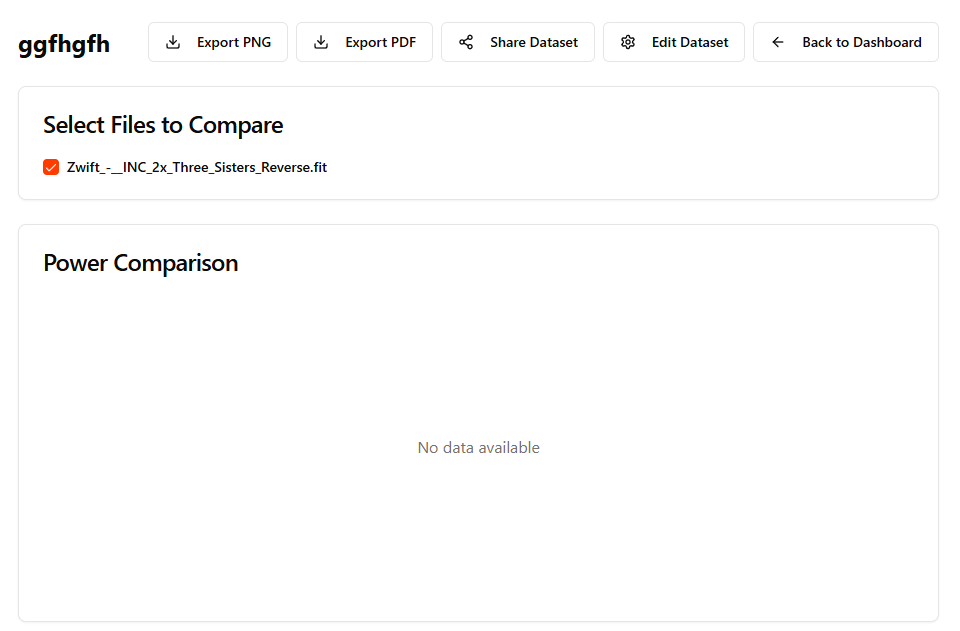 ggfhgfh
Export PNG
Export PDF
Share Dataset
Edit Dataset
Back to Dashboard
Select Files to Compare
Zwift_-__INC_2x_Three_Sisters_Reverse.fit
Power Comparison
No data available